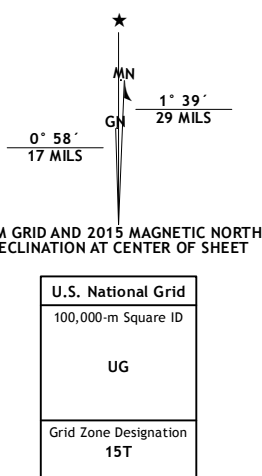 ★
MN
1° 39´
29 MILS
GN
0° 58´
17 MILS
M GRID AND 2015 MAGNETIC NORTH
ECLINATION AT CENTER OF SHEET
U.S. National Grid
100,000-m Square ID
UG
Grid Zone Designation
15T